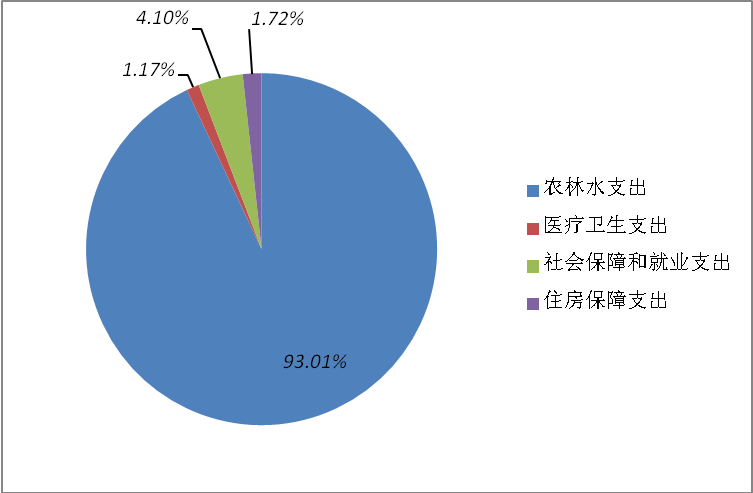 4.10%
1.72%
1.17%
93.01%
农林水支出
医疗卫生支出
社会保障和就业支出
住房保障支出